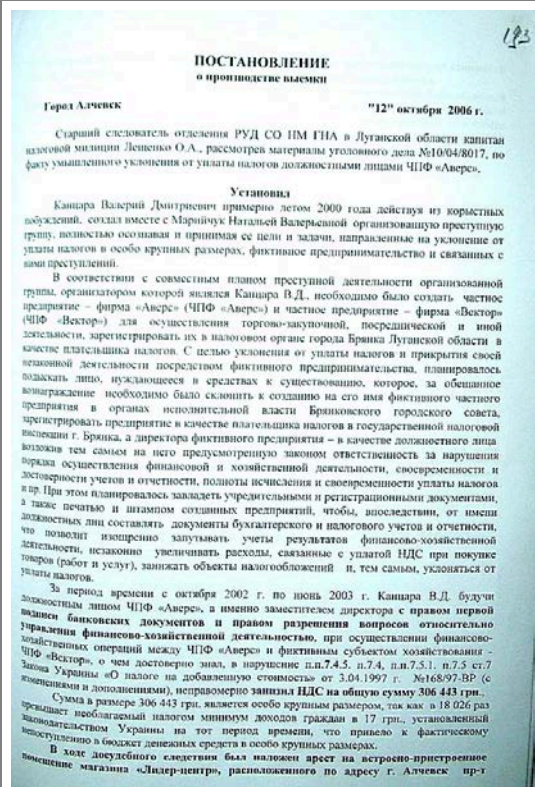 193
ПОСТАНОВЛЕНИЕ
о производстве выемки
Город Алчевск "12" октября 2006 г.
Старший следователь отделения РУД СО НМ ГНА в Луганской области капитан
налоговой милиции Лещенко О.А., рассмотрев материалы уголовного дела №10/04/8017, по
факту умышленного уклонения от уплаты налогов должностными лицами ЧПФ «Аверс»,
Установил
Канцара Валерий Дмитриевич примерно летом 2000 года действуя из корыстных
побуждений, создал вместе с Марийчук Натальей Валерьевной организованную преступную
группу, полностью осознавая и принимая ее цели и задачи, направленные на уклонение от
уплаты налогов в особо крупных размерах, фиктивное предпринимательство и связанных с
ними преступлений.
В соответствии с совместным планом преступной деятельности организованной
группы, организатором которой являлся Канцара В.Д., необходимо было создать частное
предприятие – фирма «Аверс» (ЧПФ «Аверс») и частное предприятие – фирма «Вектор»
(ЧПФ «Вектор») для осуществления торгово-закупочной, посреднической и иной
деятельности, зарегистрировать их в налоговом органе города Брянка Луганской области в
качестве плательщика налогов. С целью уклонения от уплаты налогов и прикрытия своей
незаконной деятельности посредством фиктивного предпринимательства, планировалось
подыскать лицо, нуждающееся в средствах к существованию, которое, за обещанное
вознаграждение необходимо было склонить к созданию на его имя фиктивного частного
предприятия в органах исполнительной власти Брянковского городского совета,
зарегистрировать предприятие в качестве плательщика налогов в государственной налоговой
инспекции г. Брянка, а директора фиктивного предприятия – в качестве должностного лица
возложив тем самым на него предусмотренную законом ответственность за нарушения
порядка осуществления финансовой и хозяйственной деятельности, своевременности и
достоверности учетов и отчетности, полноты исчисления и своевременности уплаты налогов
и пр. При этом планировалось завладеть учредительными и регистрационными документами,
а также печатью и штампом созданных предприятий, чтобы, впоследствии, от имени
должностных лиц составлять документы бухгалтерского и налогового учетов и отчетности,
что позволит изощренно запутывать учеты результатов финансово-хозяйственной
деятельности, незаконно увеличивать расходы, связанные с уплатой НДС при покупке
товаров (работ и услуг), занижать объекты налогообложений и, тем самым, уклоняться от
уплаты налогов.
За период времени с октября 2002 г. по июнь 2003 г. Канцара В.Д. будучи
должностным лицом ЧПФ «Аверс», а именно заместителем директора с правом первой
подписи банковских документов и правом разрешения вопросов относительно
управления финансово-хозяйственной деятельностью, при осуществлении финансово-
хозяйственных операций между ЧПФ «Аверс» и фиктивным субъектом хозяйствования -
ЧПФ «Вектор», о чем достоверно знал, в нарушение п.п.7.4.5. п.7.4, п.п.7.5.1. п.7.5 ст.7
Закона Украины «О налоге на добавленную стоимость» от 3.04.1997 г. №168/97-ВР (с
изменениями и дополнениями), неправомерно занизил НДС на общую сумму 306 443 грн.,
Сумма в размере 306 443 грн. является особо крупным размером, так как в 18 026 раз
превышает необлагаемый налогом минимум доходов граждан в 17 грн., установленный
законодательством Украины на тот период времени, что привело к фактическому
непоступлению в бюджет денежных средств в особо крупных размерах.
В ходе досудебного следствия был наложен арест на встроено-пристроенное
помещение магазина «Лидер-центр», расположенного по адресу г. Алчевск пр-т